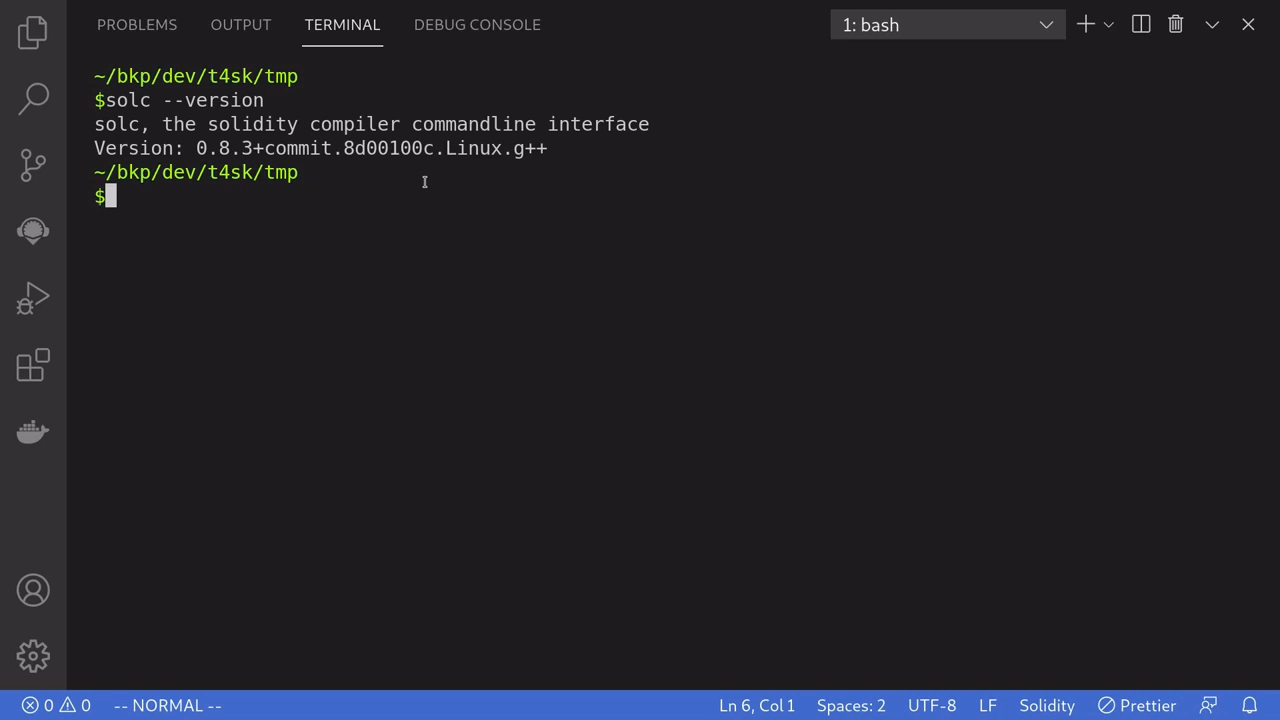 PROBLEMS OUTPUT TERMINAL DEBUG CONSOLE 1: bash
~/bkp/dev/t4sk/tmp
$solc --version
solc, the solidity compiler commandline interface
Version: 0.8.3+commit.8d00100c.Linux.g++
~/bkp/dev/t4sk/tmp
$
0 0 -- NORMAL -- Ln 6, Col 1 Spaces: 2 UTF-8 LF Solidity Prettier